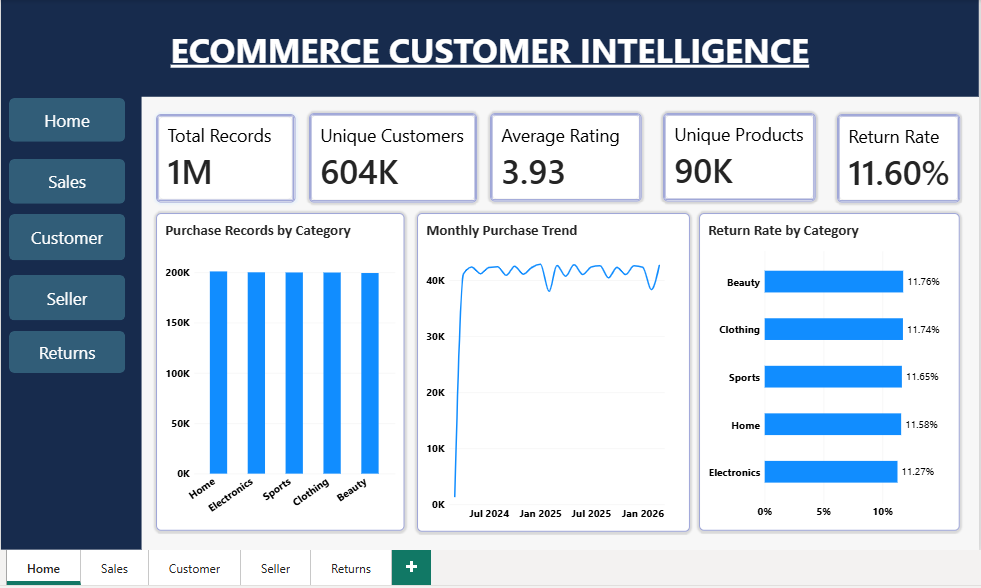 ECOMMERCE CUSTOMER INTELLIGENCE
Home
Sales
Customer
Seller
Returns
Total Records
1M
Unique Customers
604K
Average Rating
3.93
Unique Products
90K
Return Rate
11.60%
Purchase Records by Category
200K
150K
100K
50K
0K
Home
Electronics
Sports
Clothing
Beauty
Monthly Purchase Trend
40K
30K
20K
10K
0K
Jul 2024 Jan 2025 Jul 2025 Jan 2026
Return Rate by Category
Beauty 11.76%
Clothing 11.74%
Sports 11.65%
Home 11.58%
Electronics 11.27%
0% 5% 10%
Home Sales Customer Seller Returns +